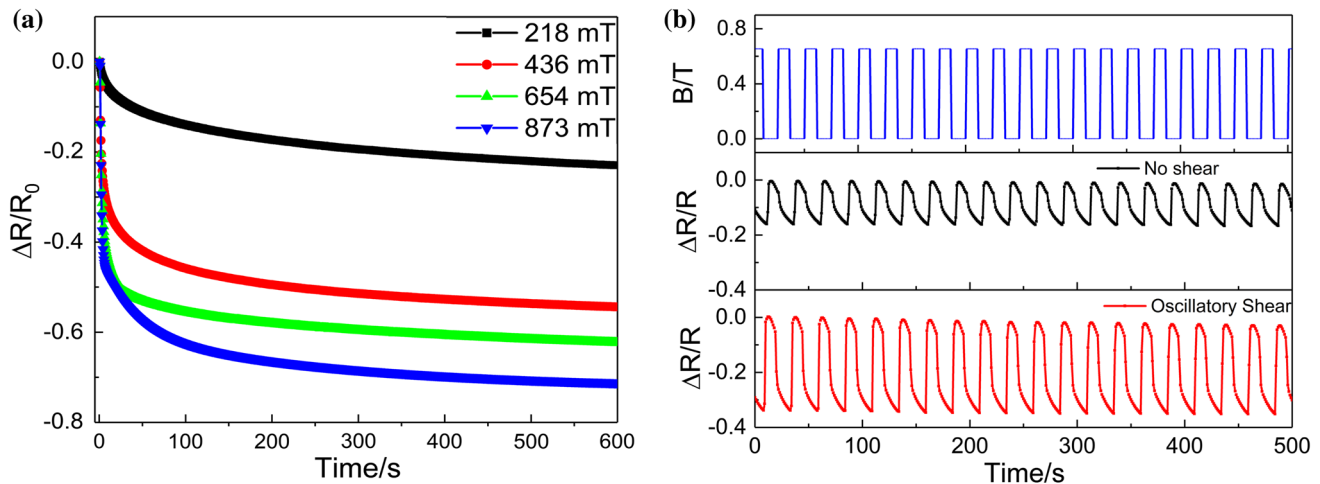 (a)
218 mT
436 mT
654 mT
873 mT
0.0
-0.2
-0.4
-0.6
-0.8
ΔR/R0
0 100 200 300 400 500 600
Time/s
(b)
0.8
0.6
0.0
B/T
No shear
0.0
-0.2
-0.4
ΔR/R
Oscillatory Shear
0.0
-0.2
-0.4
ΔR/R
0 100 200 300 400 500
Time/s